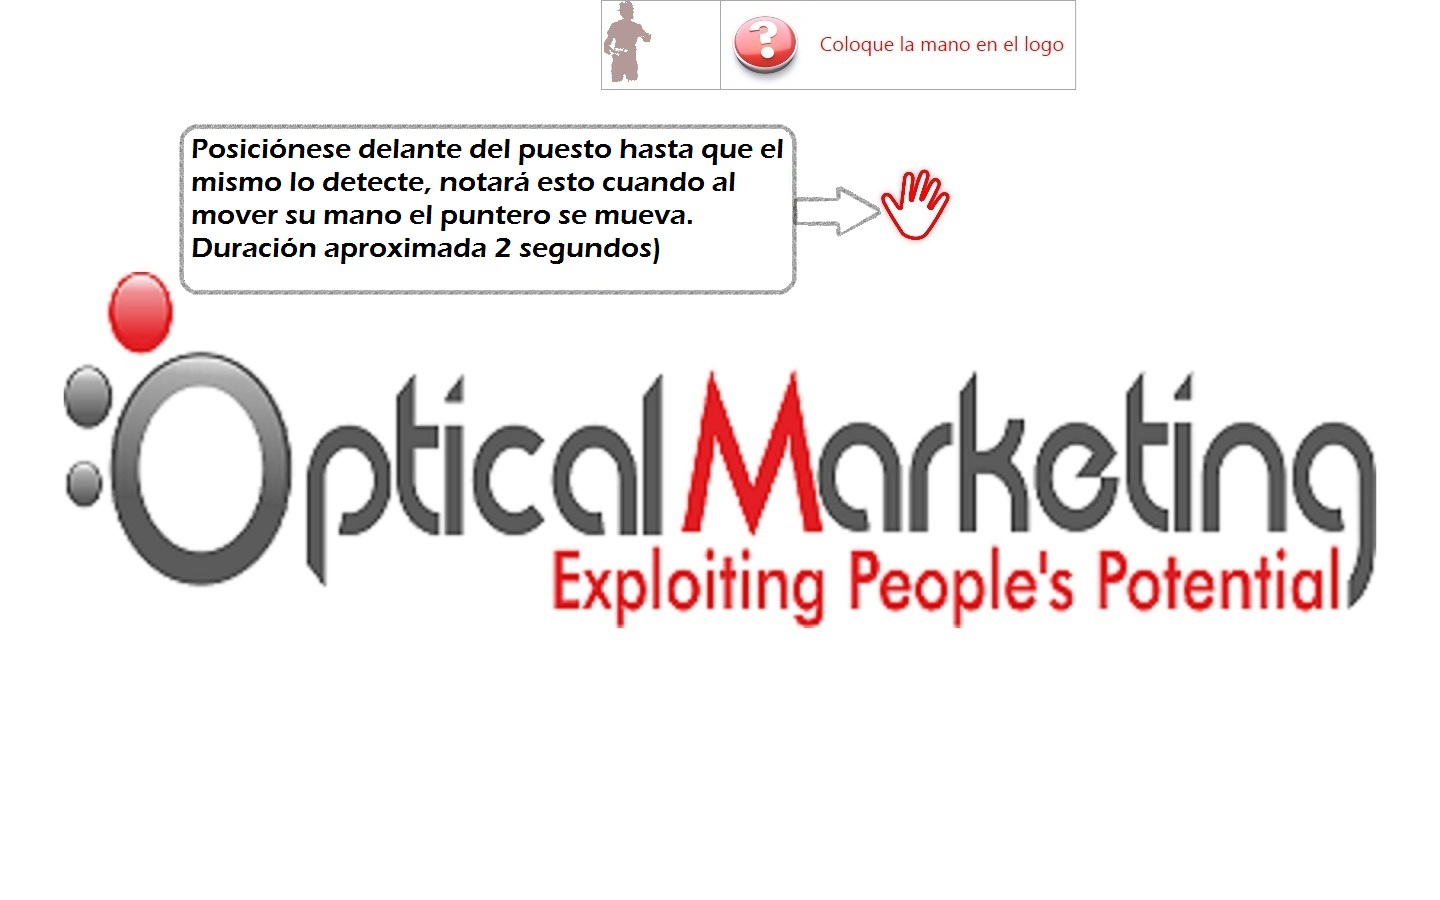 Coloque la mano en el logo
Posiciónese delante del puesto hasta que el
mismo lo detecte, notará esto cuando al
mover su mano el puntero se mueva.
Duración aproximada 2 segundos)
OpticalMarketing
Exploiting People's Potential